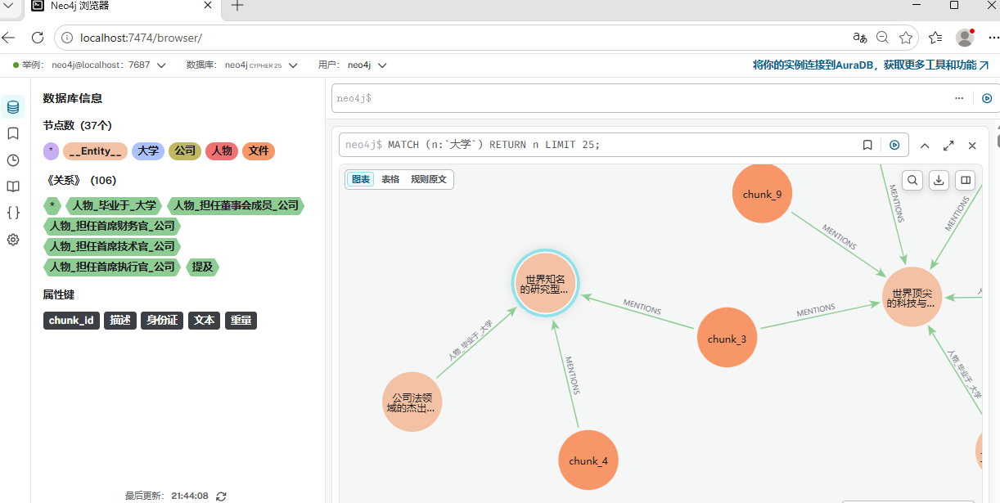 Neo4j 浏览器
localhost:7474/browser/
举例: neo4j@localhost: 7687 数据库: neo4j CYPHER 25 用户: neo4j 将你的实例连接到AuraDB，获取更多工具和功能
数据库信息
节点数（37个）
* __Entity__ 大学 公司 人物 文件
《关系》（106）
* 人物_毕业于_大学 人物_担任董事会成员_公司
人物_担任首席财务官_公司
人物_担任首席技术官_公司
人物_担任首席执行官_公司 提及
属性键
chunk_id 描述 身份证 文本 重量
最后更新: 21:44:08
neo4j$
neo4j$ MATCH (n:`大学`) RETURN n LIMIT 25;
图表 表格 规则原文
chunk_9
MENTIONS
MENTIONS
MENTIONS
世界知名
的研究型...
世界顶尖
的科技与...
MENTIONS
MENTIONS
chunk_3
人物_毕业于_大学
MENTIONS
人物_毕业于_大学
公司法领
域的杰出...
chunk_4